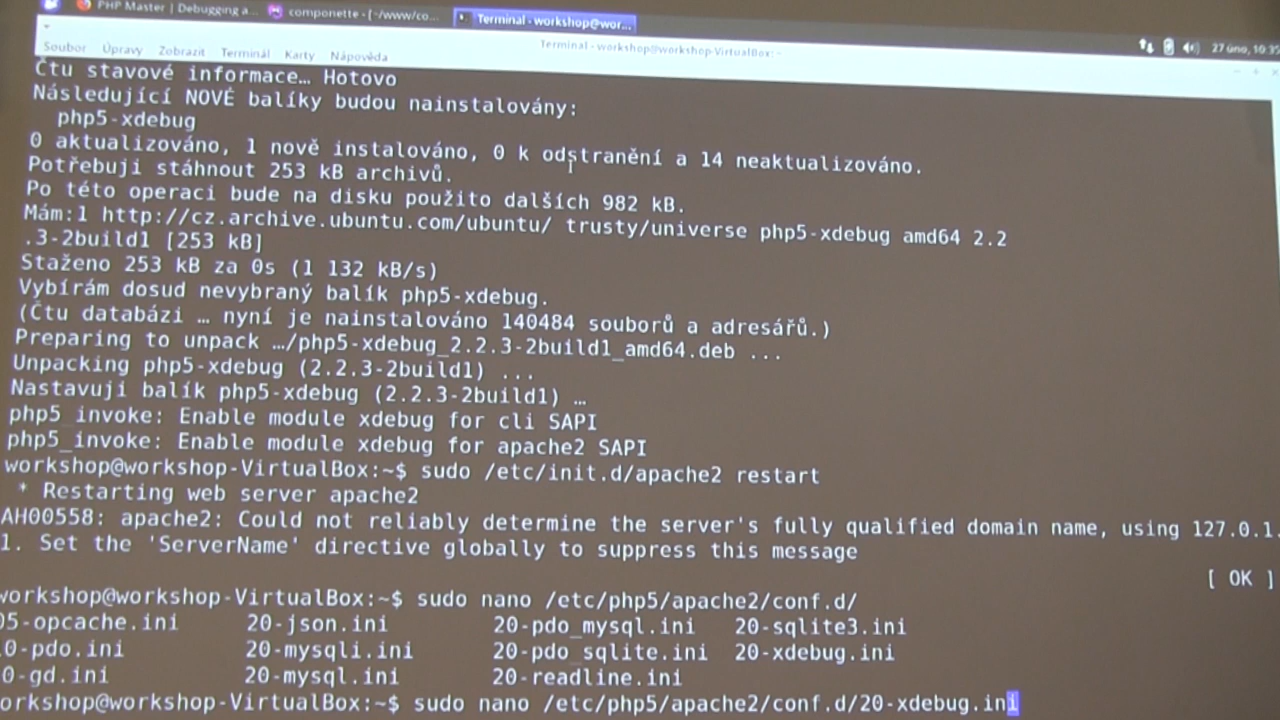 PHP Master | Debugging a... componette - [~/www/co... Terminal - workshop@wor...
Terminal - workshop@workshop-VirtualBox: ~ 27 úno, 10:35
Soubor Úpravy Zobrazit Terminál Karty Nápověda
Čtu stavové informace… Hotovo
Následující NOVÉ balíky budou nainstalovány:
php5-xdebug
0 aktualizováno, 1 nově instalováno, 0 k odstranění a 14 neaktualizováno.
Potřebuji stáhnout 253 kB archivů.
Po této operaci bude na disku použito dalších 982 kB.
Mám:1 http://cz.archive.ubuntu.com/ubuntu/ trusty/universe php5-xdebug amd64 2.2
.3-2build1 [253 kB]
Staženo 253 kB za 0s (1 132 kB/s)
Vybírám dosud nevybraný balík php5-xdebug.
(Čtu databázi … nyní je nainstalováno 140484 souborů a adresářů.)
Preparing to unpack …/php5-xdebug_2.2.3-2build1_amd64.deb ...
Unpacking php5-xdebug (2.2.3-2build1) ...
Nastavuji balík php5-xdebug (2.2.3-2build1) …
php5_invoke: Enable module xdebug for cli SAPI
php5_invoke: Enable module xdebug for apache2 SAPI
workshop@workshop-VirtualBox:~$ sudo /etc/init.d/apache2 restart
* Restarting web server apache2
AH00558: apache2: Could not reliably determine the server's fully qualified domain name, using 127.0.1.
1. Set the 'ServerName' directive globally to suppress this message
[ OK ]
workshop@workshop-VirtualBox:~$ sudo nano /etc/php5/apache2/conf.d/
05-opcache.ini 20-json.ini 20-pdo_mysql.ini 20-sqlite3.ini
0-pdo.ini 20-mysqli.ini 20-pdo_sqlite.ini 20-xdebug.ini
0-gd.ini 20-mysql.ini 20-readline.ini
orkshop@workshop-VirtualBox:~$ sudo nano /etc/php5/apache2/conf.d/20-xdebug.ini